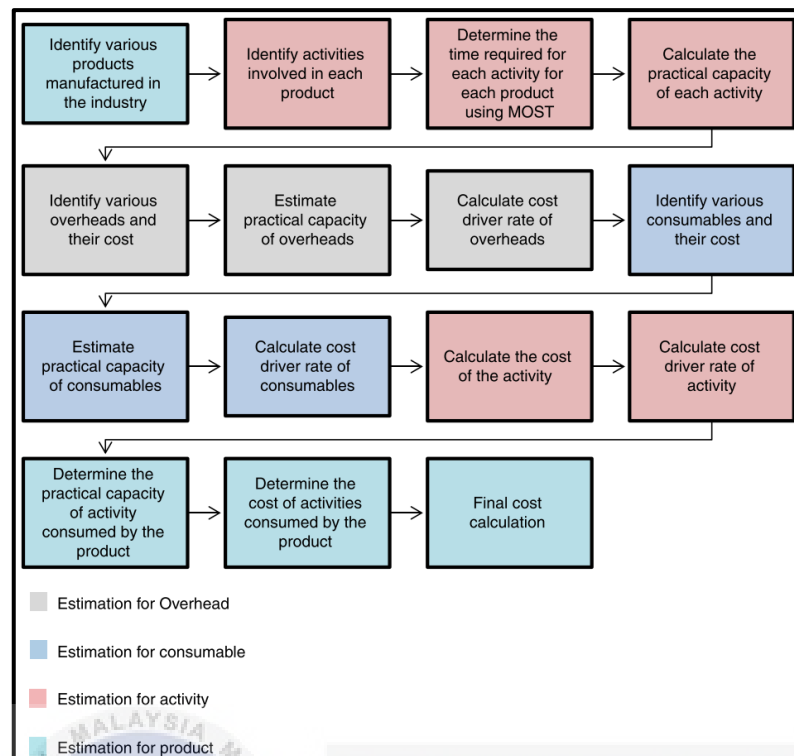 Identify various
products
manufactured in
the industry
Identify activities
involved in each
product
Determine the
time required for
each activity for
each product
using MOST
Calculate the
practical capacity
of each activity
Identify various
overheads and
their cost
Estimate
practical capacity
of overheads
Calculate cost
driver rate of
overheads
Identify various
consumables and
their cost
Estimate
practical capacity
of consumables
Calculate cost
driver rate of
consumables
Calculate the cost
of the activity
Calculate cost
driver rate of
activity
Determine the
practical capacity
of activity
consumed by the
product
Determine the
cost of activities
consumed by the
product
Final cost
calculation
Estimation for Overhead
Estimation for consumable
Estimation for activity
Estimation for product
MALAYSIA